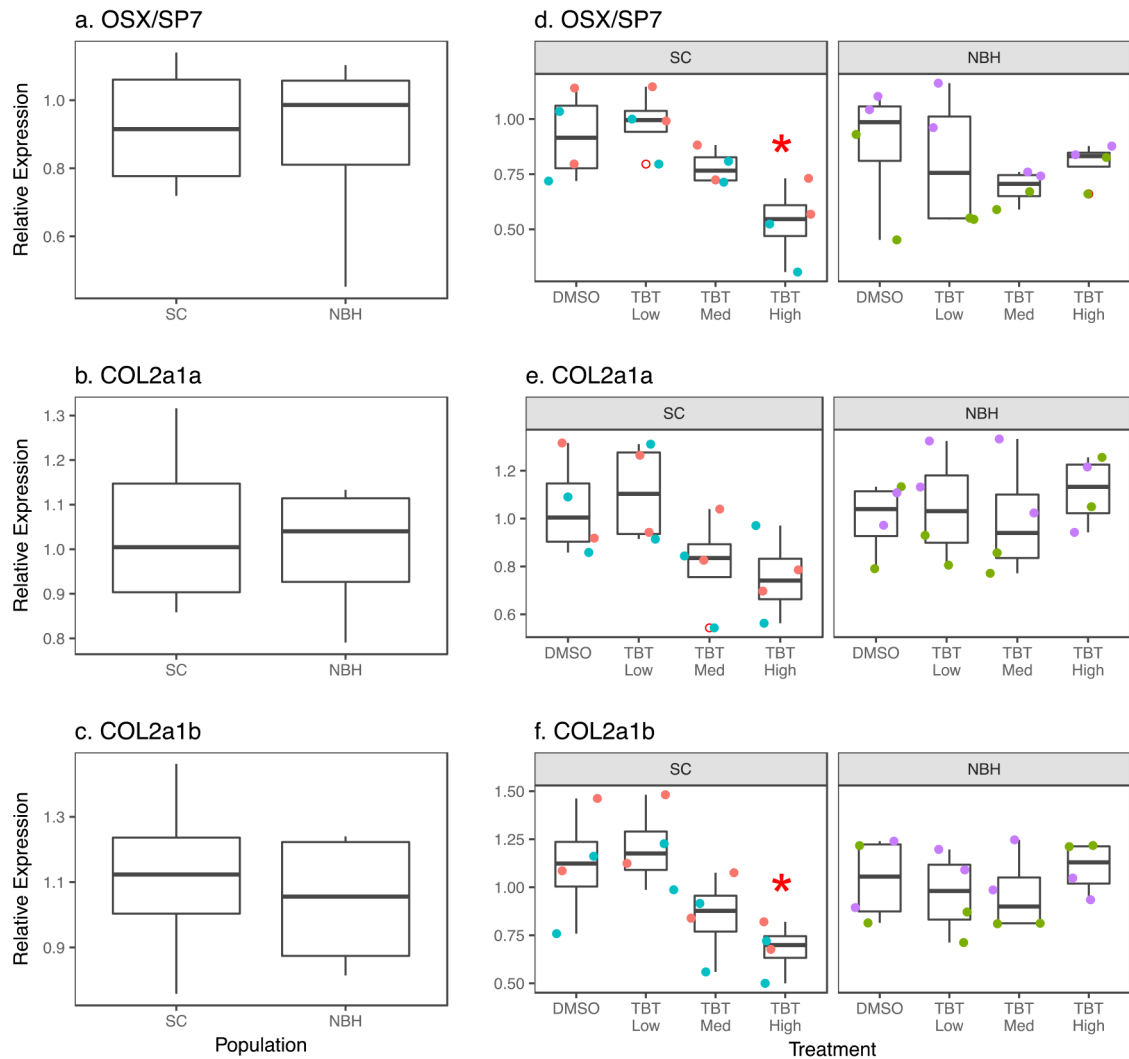 a. OSX/SP7
Relative Expression
1.0
0.8
0.6
SC
NBH
b. COL2a1a
Relative Expression
1.3
1.2
1.1
1.0
0.9
0.8
SC
NBH
c. COL2a1b
Relative Expression
1.3
1.1
0.9
SC
NBH
Population
d. OSX/SP7
SC
NBH
1.00
0.75
0.50
DMSO
TBT
Low
TBT
Med
TBT
High
DMSO
TBT
Low
TBT
Med
TBT
High
*
e. COL2a1a
SC
NBH
1.2
1.0
0.8
0.6
DMSO
TBT
Low
TBT
Med
TBT
High
DMSO
TBT
Low
TBT
Med
TBT
High
f. COL2a1b
SC
NBH
1.50
1.25
1.00
0.75
0.50
*
DMSO
TBT
Low
TBT
Med
TBT
High
DMSO
TBT
Low
TBT
Med
TBT
High
Treatment